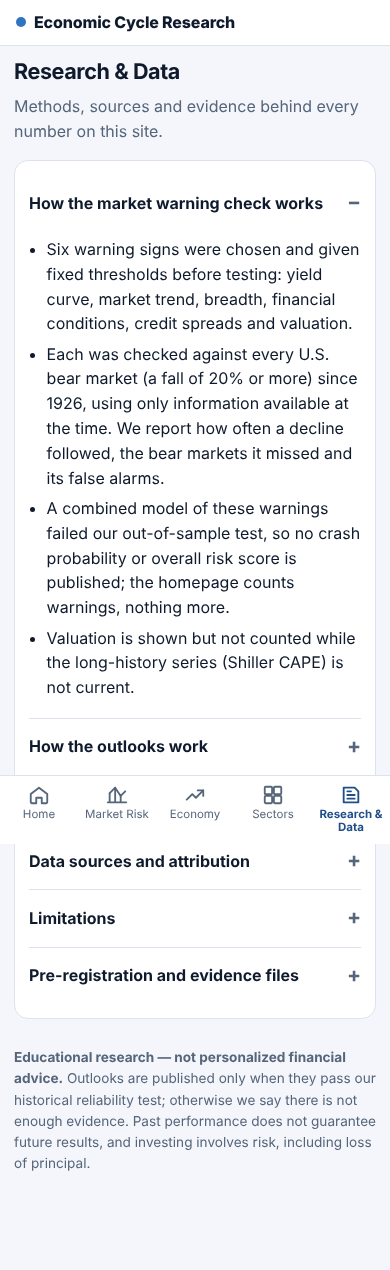 Economic Cycle Research
Research & Data
Methods, sources and evidence behind every
number on this site.
How the market warning check works −
• Six warning signs were chosen and given
fixed thresholds before testing: yield
curve, market trend, breadth, financial
conditions, credit spreads and valuation.
• Each was checked against every U.S.
bear market (a fall of 20% or more) since
1926, using only information available at
the time. We report how often a decline
followed, the bear markets it missed and
its false alarms.
• A combined model of these warnings
failed our out-of-sample test, so no crash
probability or overall risk score is
published; the homepage counts
warnings, nothing more.
• Valuation is shown but not counted while
the long-history series (Shiller CAPE) is
not current.
How the outlooks work +
Home
Market Risk
Economy
Sectors
Research &
Data
Data sources and attribution +
Limitations +
Pre-registration and evidence files +
Educational research — not personalized financial
advice. Outlooks are published only when they pass our
historical reliability test; otherwise we say there is not
enough evidence. Past performance does not guarantee
future results, and investing involves risk, including loss
of principal.